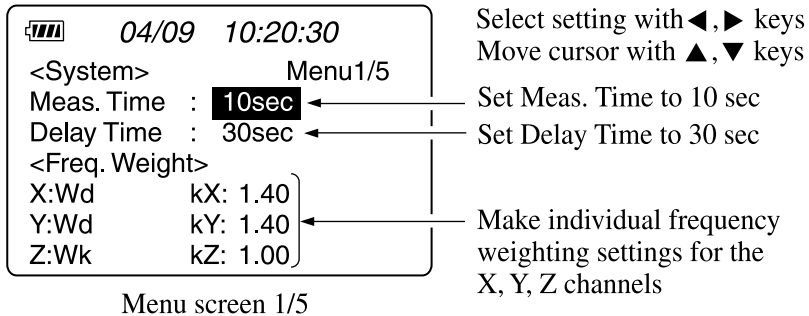 04/09 10:20:30
<System> Menu1/5
Meas. Time : 10sec
Delay Time : 30sec
<Freq. Weight>
X:Wd kX: 1.40
Y:Wd kY: 1.40
Z:Wk kZ: 1.00
Menu screen 1/5
Select setting with ◀, ▶ keys
Move cursor with ▲, ▼ keys
Set Meas. Time to 10 sec
Set Delay Time to 30 sec
Make individual frequency
weighting settings for the
X, Y, Z channels